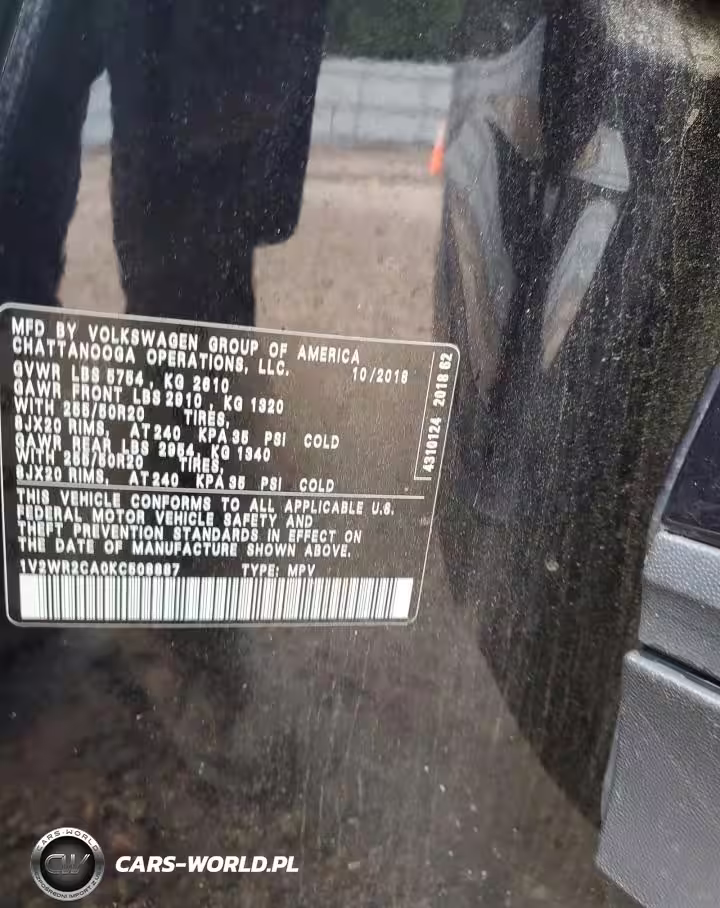 MFD BY VOLKSWAGEN GROUP OF AMERICA
CHATTANOOGA OPERATIONS, LLC.
10/2018
GVWR LBS 5754, KG 2610
GAWR FRONT LBS 2910, KG 1320
WITH 255/50R20 TIRES,
8JX20 RIMS, AT 240 KPA 35 PSI COLD
GAWR REAR LBS 2954, KG 1340
WITH 255/50R20 TIRES,
8JX20 RIMS, AT 240 KPA 35 PSI COLD
THIS VEHICLE CONFORMS TO ALL APPLICABLE U.S.
FEDERAL MOTOR VEHICLE SAFETY AND
THEFT PREVENTION STANDARDS IN EFFECT ON
THE DATE OF MANUFACTURE SHOWN ABOVE.
TYPE: MPV
4310124 2018 62
CARS-WORLD
CW
CARS-WORLD.PL